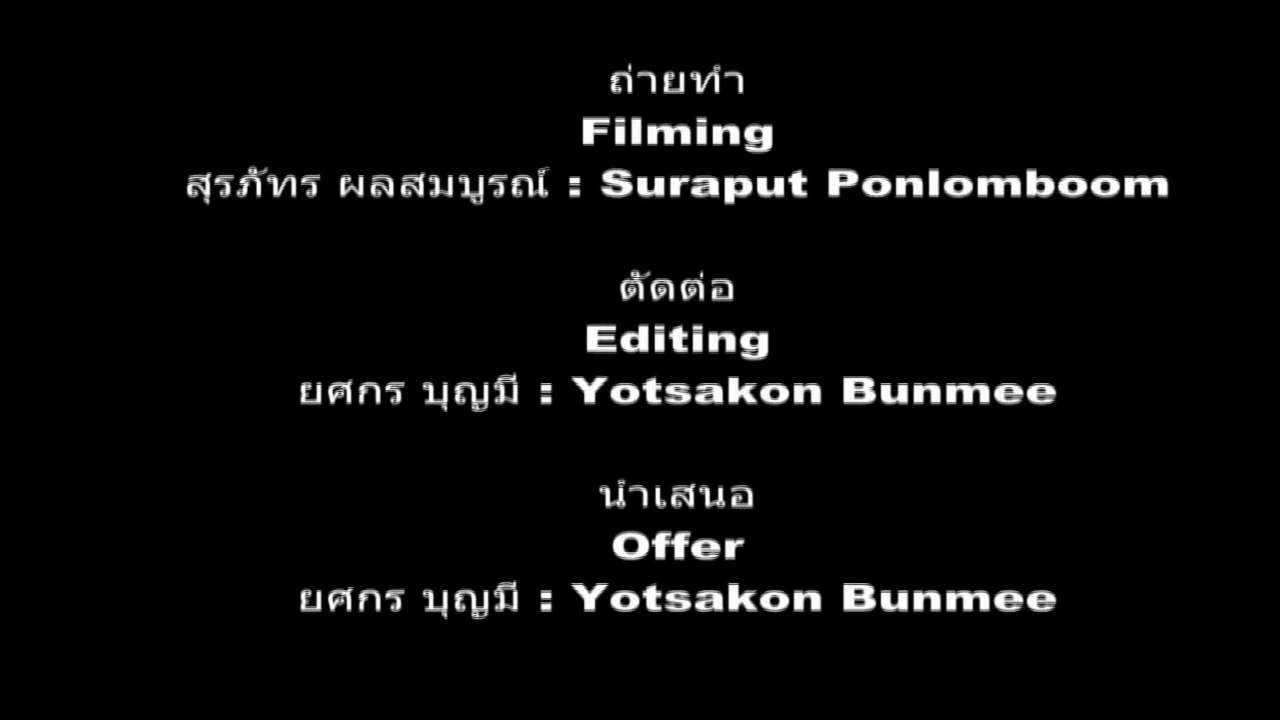 ถ่ายทำ
Filming
สุรภัทร ผลสมบูรณ์ : Suraput Ponlomboom
ตัดต่อ
Editing
ยศกร บุญมี : Yotsakon Bunmee
นำเสนอ
Offer
ยศกร บุญมี : Yotsakon Bunmee